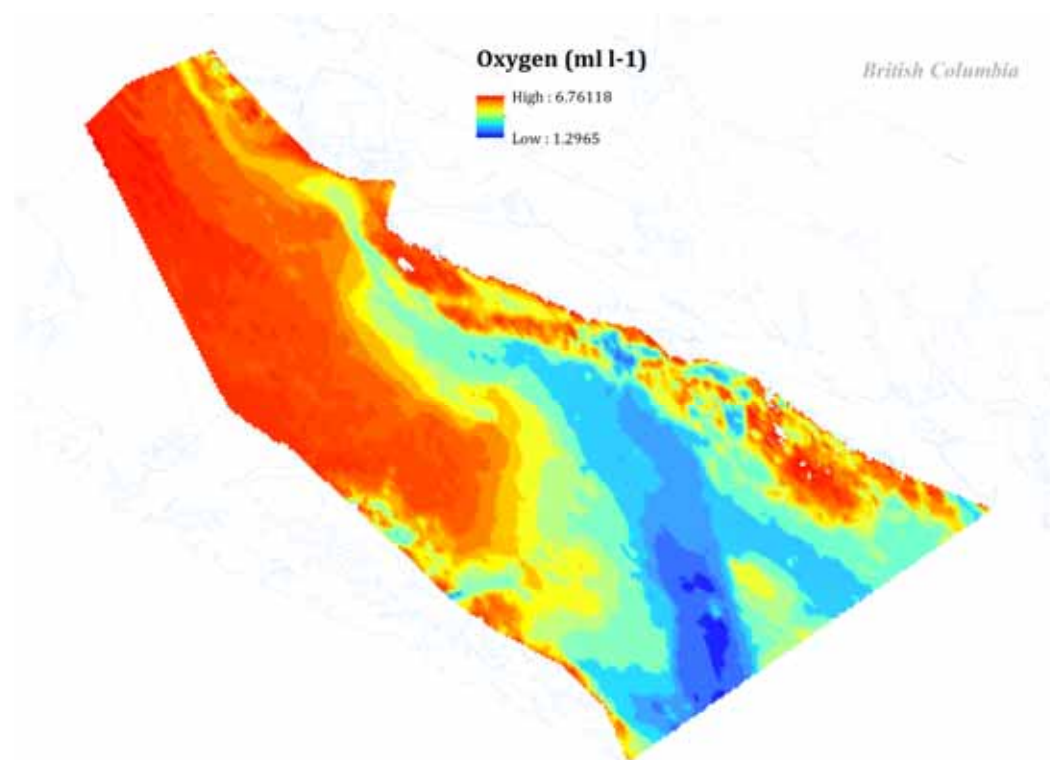 Oxygen (ml l-1)
High : 6.76118
Low : 1.2965
British Columbia